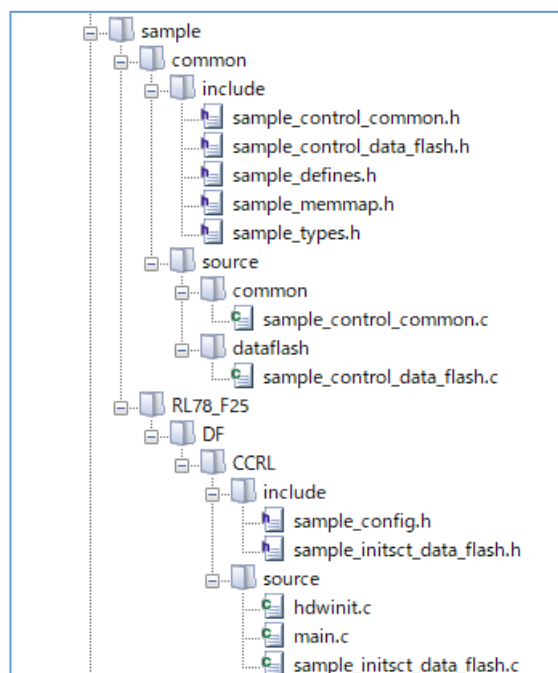 sample
common
include
sample_control_common.h
sample_control_data_flash.h
sample_defines.h
sample_memmap.h
sample_types.h
source
common
sample_control_common.c
dataflash
sample_control_data_flash.c
RL78_F25
DF
CCRL
include
sample_config.h
sample_initsct_data_flash.h
source
hdwinit.c
main.c
sample_initsct_data_flash.c